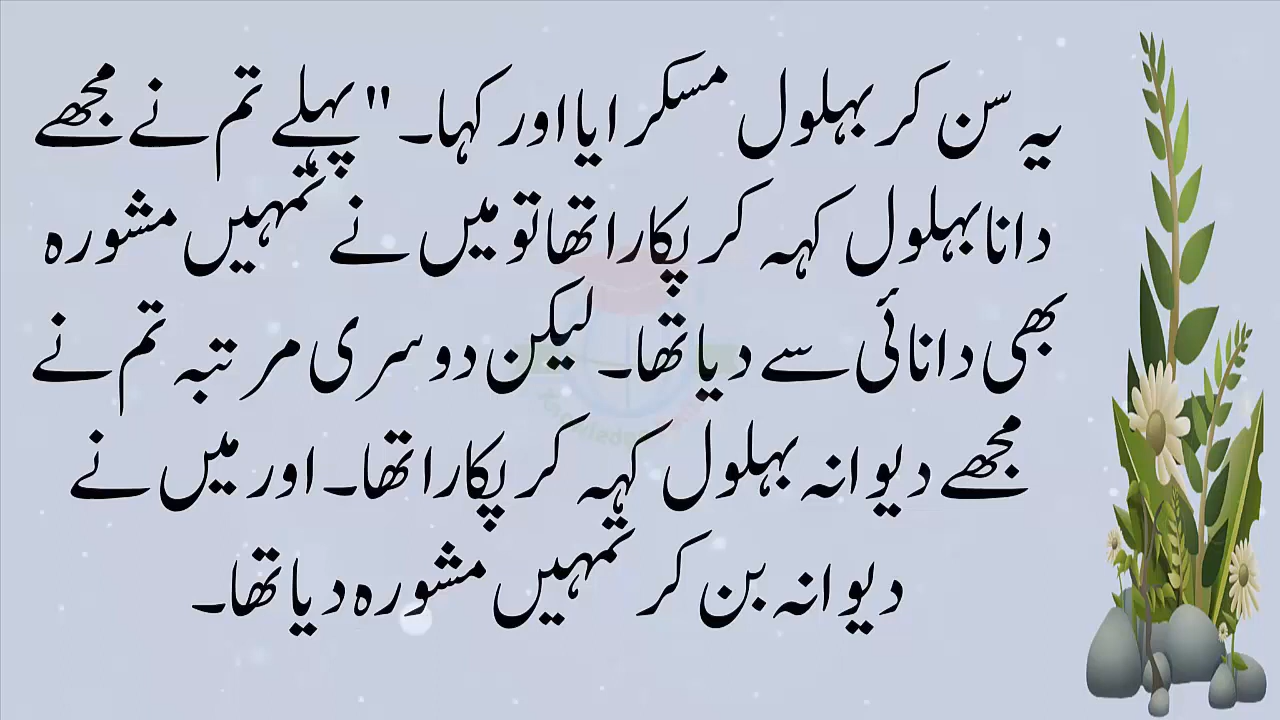 یہ سن کر بہلول مسکرایا اور کہا۔ "پہلے تم نے مجھے
دانا بہلول کہہ کر پکارا تھا تو میں نے تمہیں مشورہ
بھی دانائی سے دیا تھا۔ لیکن دوسری مرتبہ تم نے
مجھے دیوانہ بہلول کہہ کر پکارا تھا۔ اور میں نے
دیوانہ بن کر تمہیں مشورہ دیا تھا۔